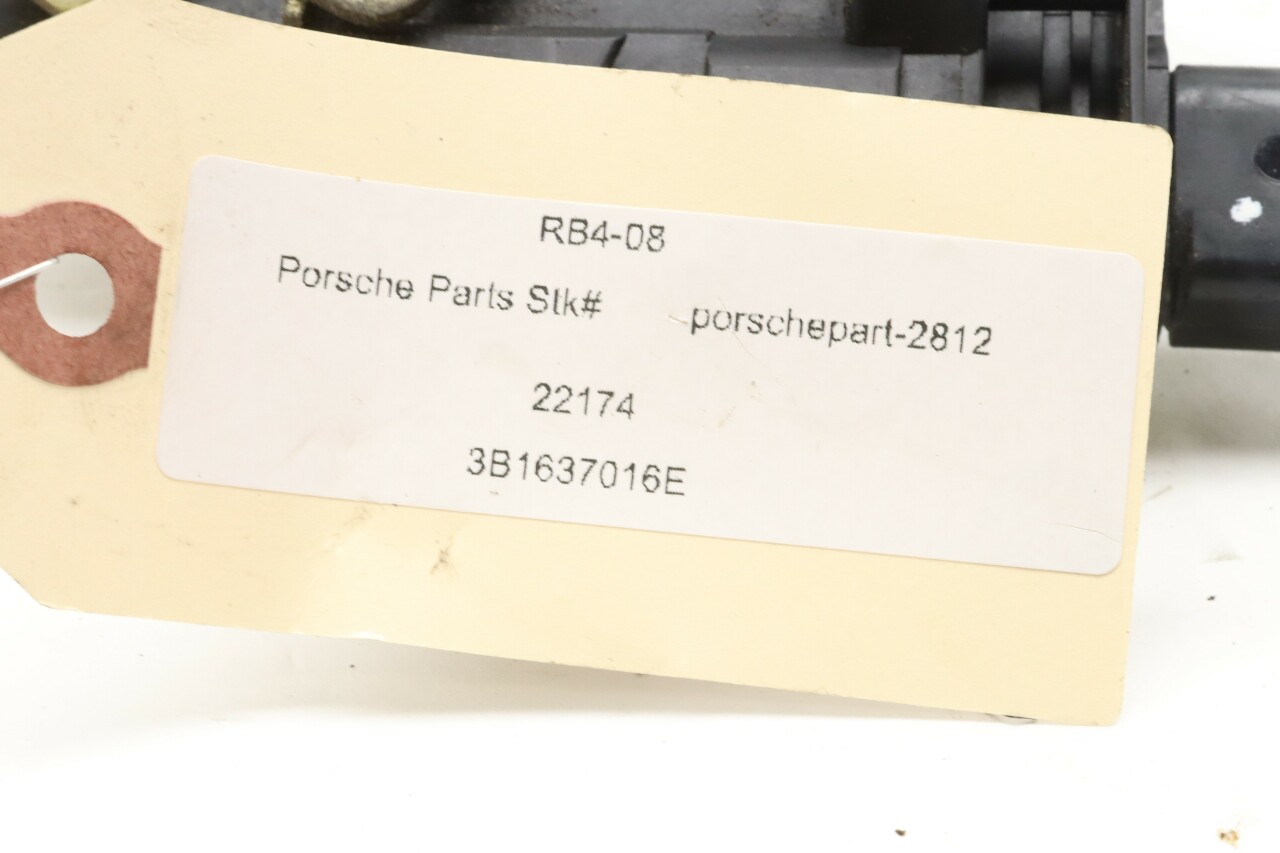 RB4-08
Porsche Parts Stk# porschepart-2812
22174
3B1637016E